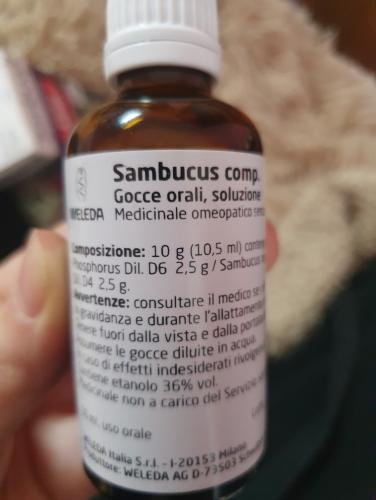 Sambucus comp.
Gocce orali, soluzione
WELEDA Medicinale omeopatico
Composizione: 10 g (10,5 ml)
Phosphorus Dil. D6 2,5 g / Sambucus
Dil. D4 2,5 g.
Avvertenze: consultare il medico se
in gravidanza e durante l'allattamento
Tenere fuori dalla vista e dalla portata
Assumere le gocce diluite in acqua.
In caso di effetti indesiderati
Contiene etanolo 36% vol.
Medicinale non a carico del Servizio
ml, uso orale
WELEDA Italia S.r.l. - I-20153 Milano
Produttore: WELEDA AG D-73503